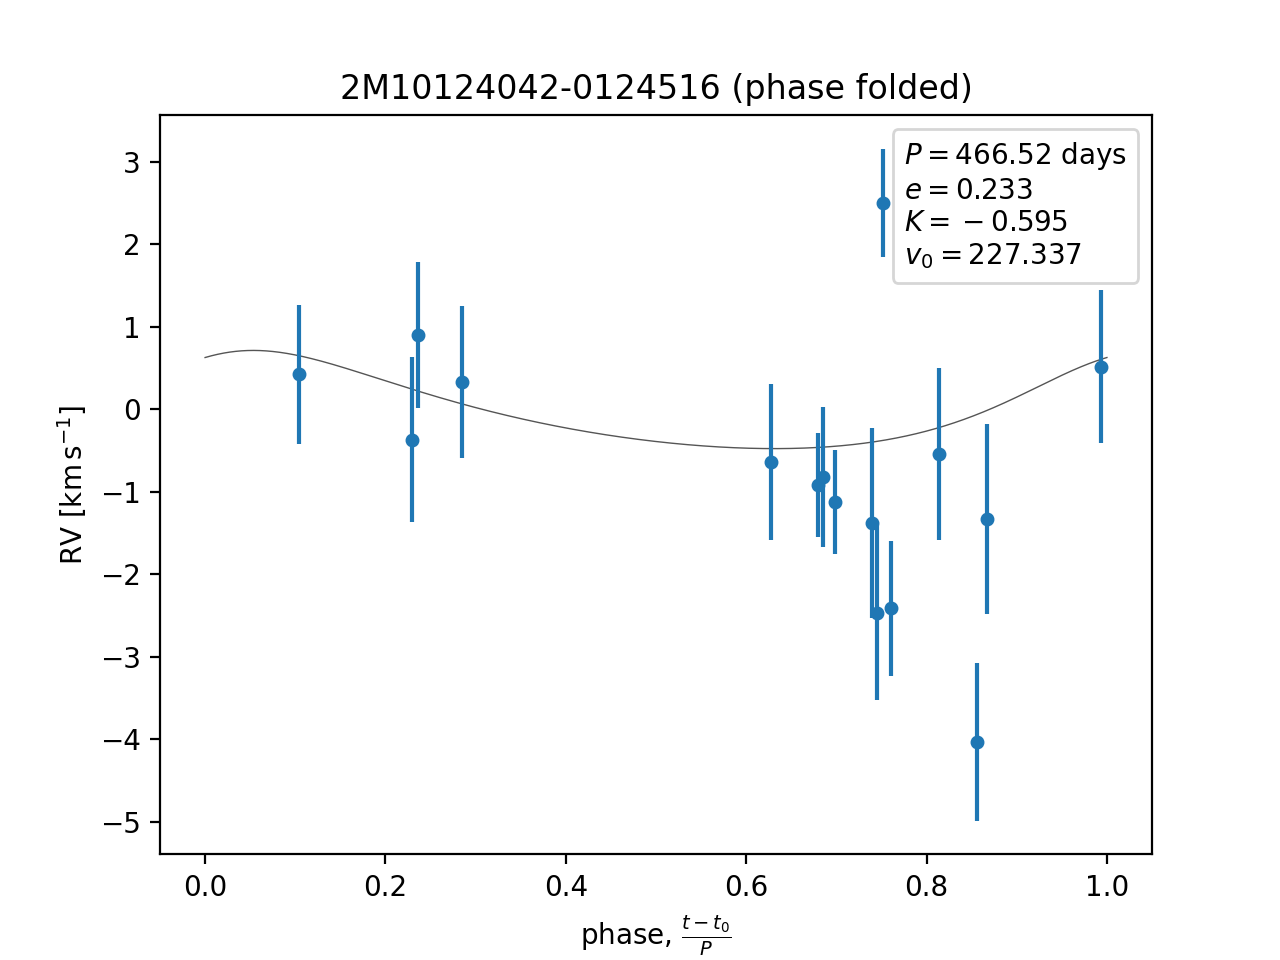 2M10124042-0124516 (phase folded)
P = 466.52 days
e = 0.233
K = −0.595
v₀ = 227.337
3
2
1
0
−1
−2
−3
−4
−5
RV [km s⁻¹]
0.0 0.2 0.4 0.6 0.8 1.0
phase, (t − t₀)/P